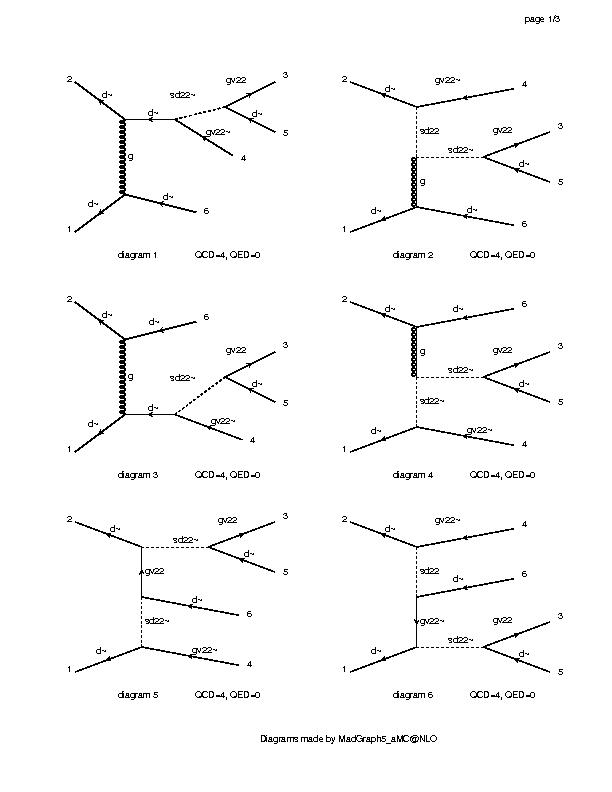 page 1/3
2 d~ sd22~ gv22 3
d~ d~
gv22~ 5
g 4
d~ d~ 6
1
diagram 1 QCD=4, QED=0
2 d~ gv22~ 4
sd22 gv22 3
sd22~ d~
g 5
d~ d~ 6
1
diagram 2 QCD=4, QED=0
2 d~ d~ 6
gv22 3
g sd22~ d~
5
d~ gv22~
d~ 4
1
diagram 3 QCD=4, QED=0
2 d~ d~ 6
g gv22 3
sd22~ d~
sd22~ 5
d~ gv22~
1 4
diagram 4 QCD=4, QED=0
2 d~ gv22 3
sd22~ d~
gv22 5
d~ 6
sd22~
d~ gv22~
1 4
diagram 5 QCD=4, QED=0
2 d~ gv22~ 4
sd22 d~ 6
gv22~ gv22 3
d~ sd22~ d~
1 5
diagram 6 QCD=4, QED=0
Diagrams made by MadGraph5_aMC@NLO